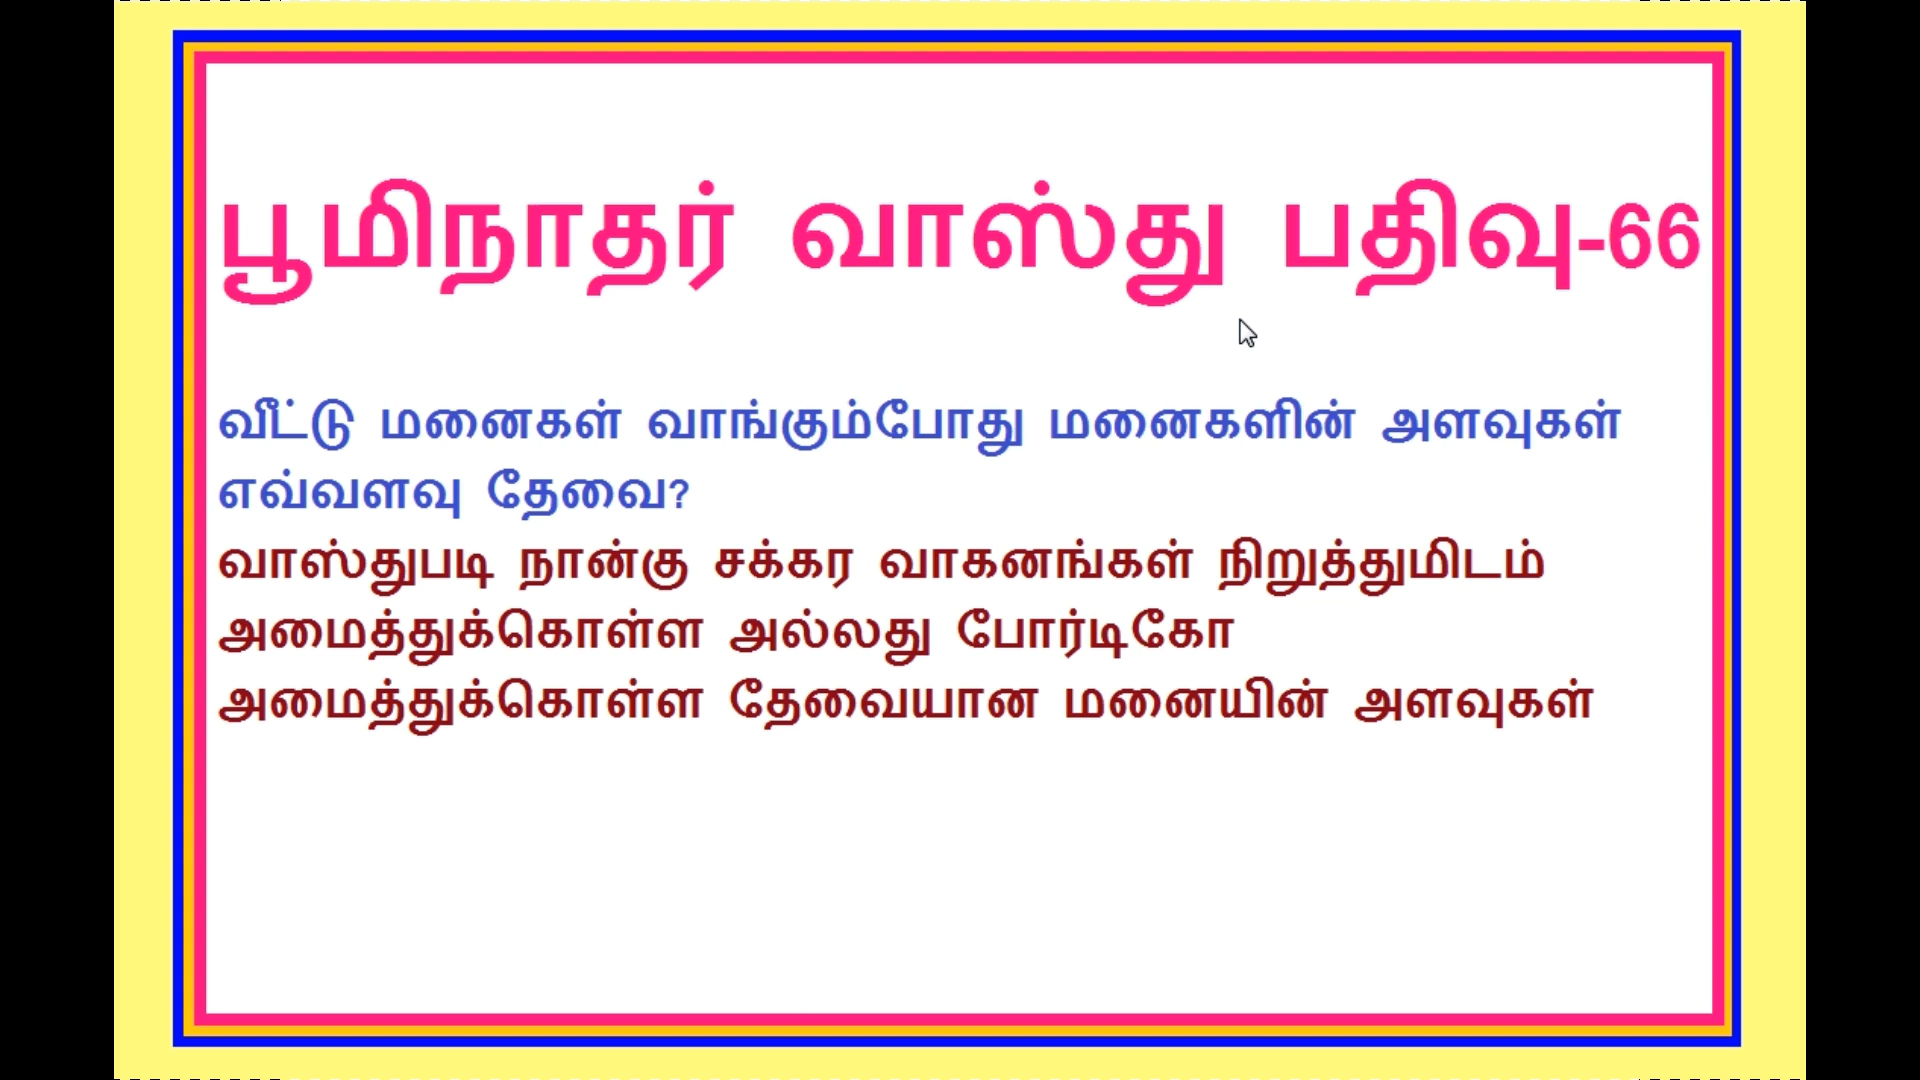 பூமிநாதர் வாஸ்து பதிவு-66
வீட்டு மனைகள் வாங்கும்போது மனைகளின் அளவுகள்
எவ்வளவு தேவை?
வாஸ்துபடி நான்கு சக்கர வாகனங்கள் நிறுத்துமிடம்
அமைத்துக்கொள்ள அல்லது போர்டிகோ
அமைத்துக்கொள்ள தேவையான மனையின் அளவுகள்